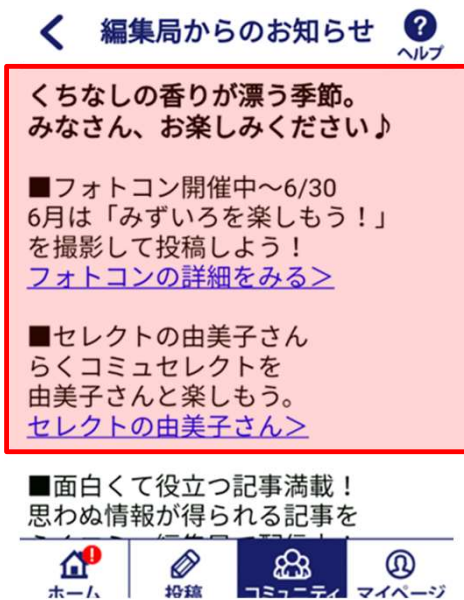 編集局からのお知らせ
ヘルプ
くちなしの香りが漂う季節。
みなさん、お楽しみください♪
■フォトコン開催中～6/30
6月は「みずいろを楽しもう！」
を撮影して投稿しよう！
フォトコンの詳細をみる＞
■セレクトの由美子さん
らくコミュセレクトを
由美子さんと楽しもう。
セレクトの由美子さん＞
■面白くて役立つ記事満載！
思わぬ情報が得られる記事を
ホーム
投稿
コミュニティ
マイページ